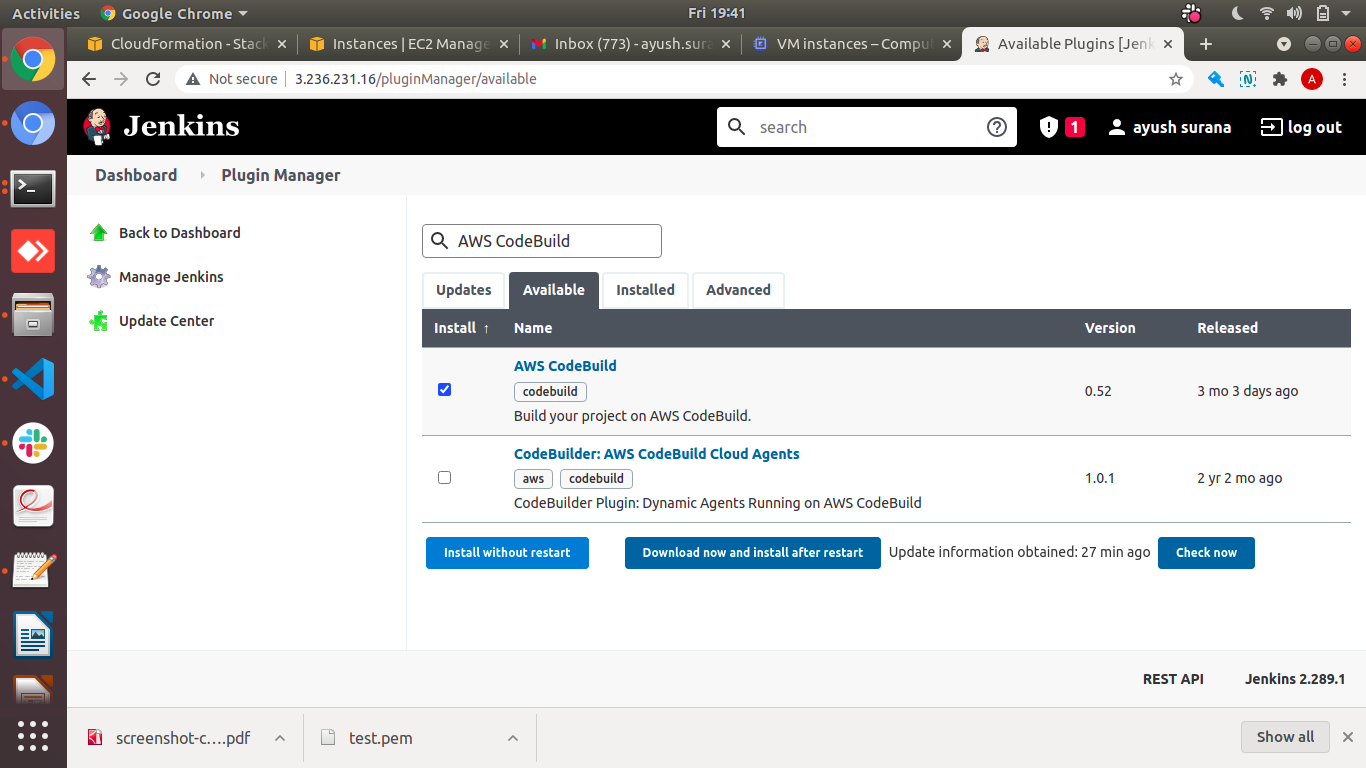 Activities Google Chrome Fri 19:41
CloudFormation - Stack Instances | EC2 Manage Inbox (773) - ayush.sura VM instances – Compu Available Plugins [Jenk
Not secure 3.236.231.16/pluginManager/available A
Jenkins search 1 ayush surana log out
Dashboard Plugin Manager
Back to Dashboard
Manage Jenkins
Update Center
AWS CodeBuild
Updates Available Installed Advanced
Install ↑ Name Version Released
AWS CodeBuild
codebuild
Build your project on AWS CodeBuild.
0.52 3 mo 3 days ago
CodeBuilder: AWS CodeBuild Cloud Agents
aws codebuild
CodeBuilder Plugin: Dynamic Agents Running on AWS CodeBuild
1.0.1 2 yr 2 mo ago
Install without restart Download now and install after restart Update information obtained: 27 min ago Check now
REST API Jenkins 2.289.1
screenshot-c....pdf test.pem Show all